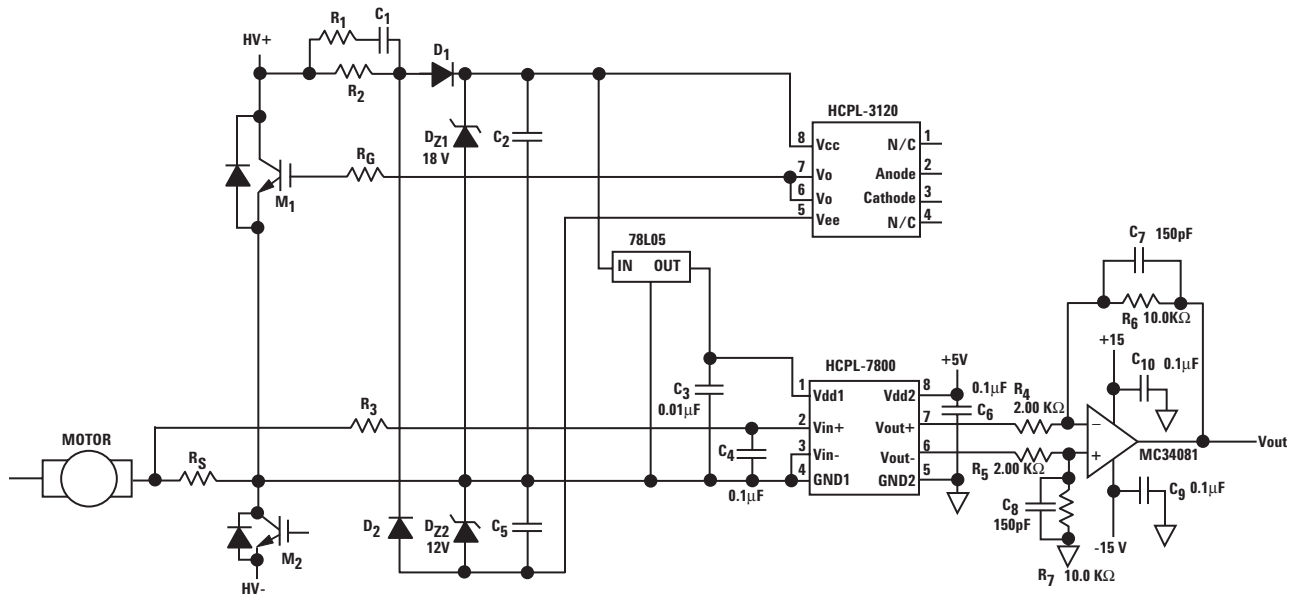 R1
C1
HV+
D1
R2
HCPL-3120
DZ1
18 V
C2
8 Vcc N/C 1
7 Vo Anode 2
6 Vo Cathode 3
5 Vee N/C 4
RG
M1
78L05
IN OUT
C7 150pF
R6 10.0KΩ
+15
C10 0.1µF
HCPL-7800
+5V
C3
0.01µF
1 Vdd1 Vdd2 8
2 Vin+ Vout+ 7
3 Vin- Vout- 6
4 GND1 GND2 5
0.1µF
C6
R4
2.00 KΩ
R3
MOTOR
RS
C4
0.1µF
R5 2.00 KΩ
−
+
MC34081
Vout
C8
150pF
C9 0.1µF
-15 V
R7 10.0 KΩ
D2
DZ2
12V
C5
M2
HV-